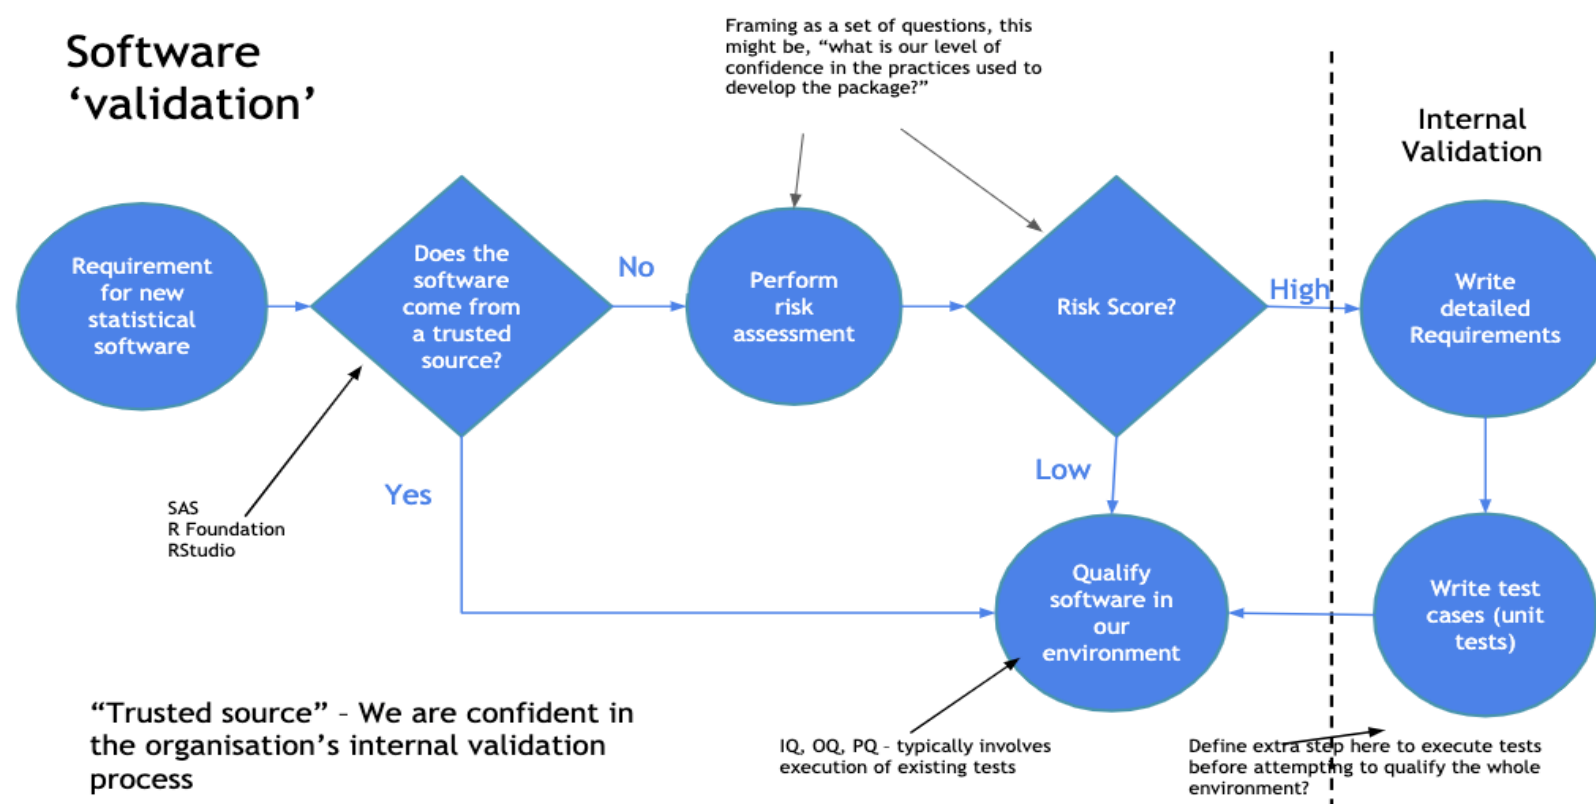 Software
‘validation’
Framing as a set of questions, this
might be, “what is our level of
confidence in the practices used to
develop the package?”
Internal
Validation
Requirement
for new
statistical
software
Does the
software
come from
a trusted
source?
No
Perform
risk
assessment
Risk Score?
High
Write
detailed
Requirements
Yes
Low
SAS
R Foundation
RStudio
Qualify
software in
our
environment
Write test
cases (unit
tests)
“Trusted source” – We are confident in
the organisation’s internal validation
process
IQ, OQ, PQ – typically involves
execution of existing tests
Define extra step here to execute tests
before attempting to qualify the whole
environment?